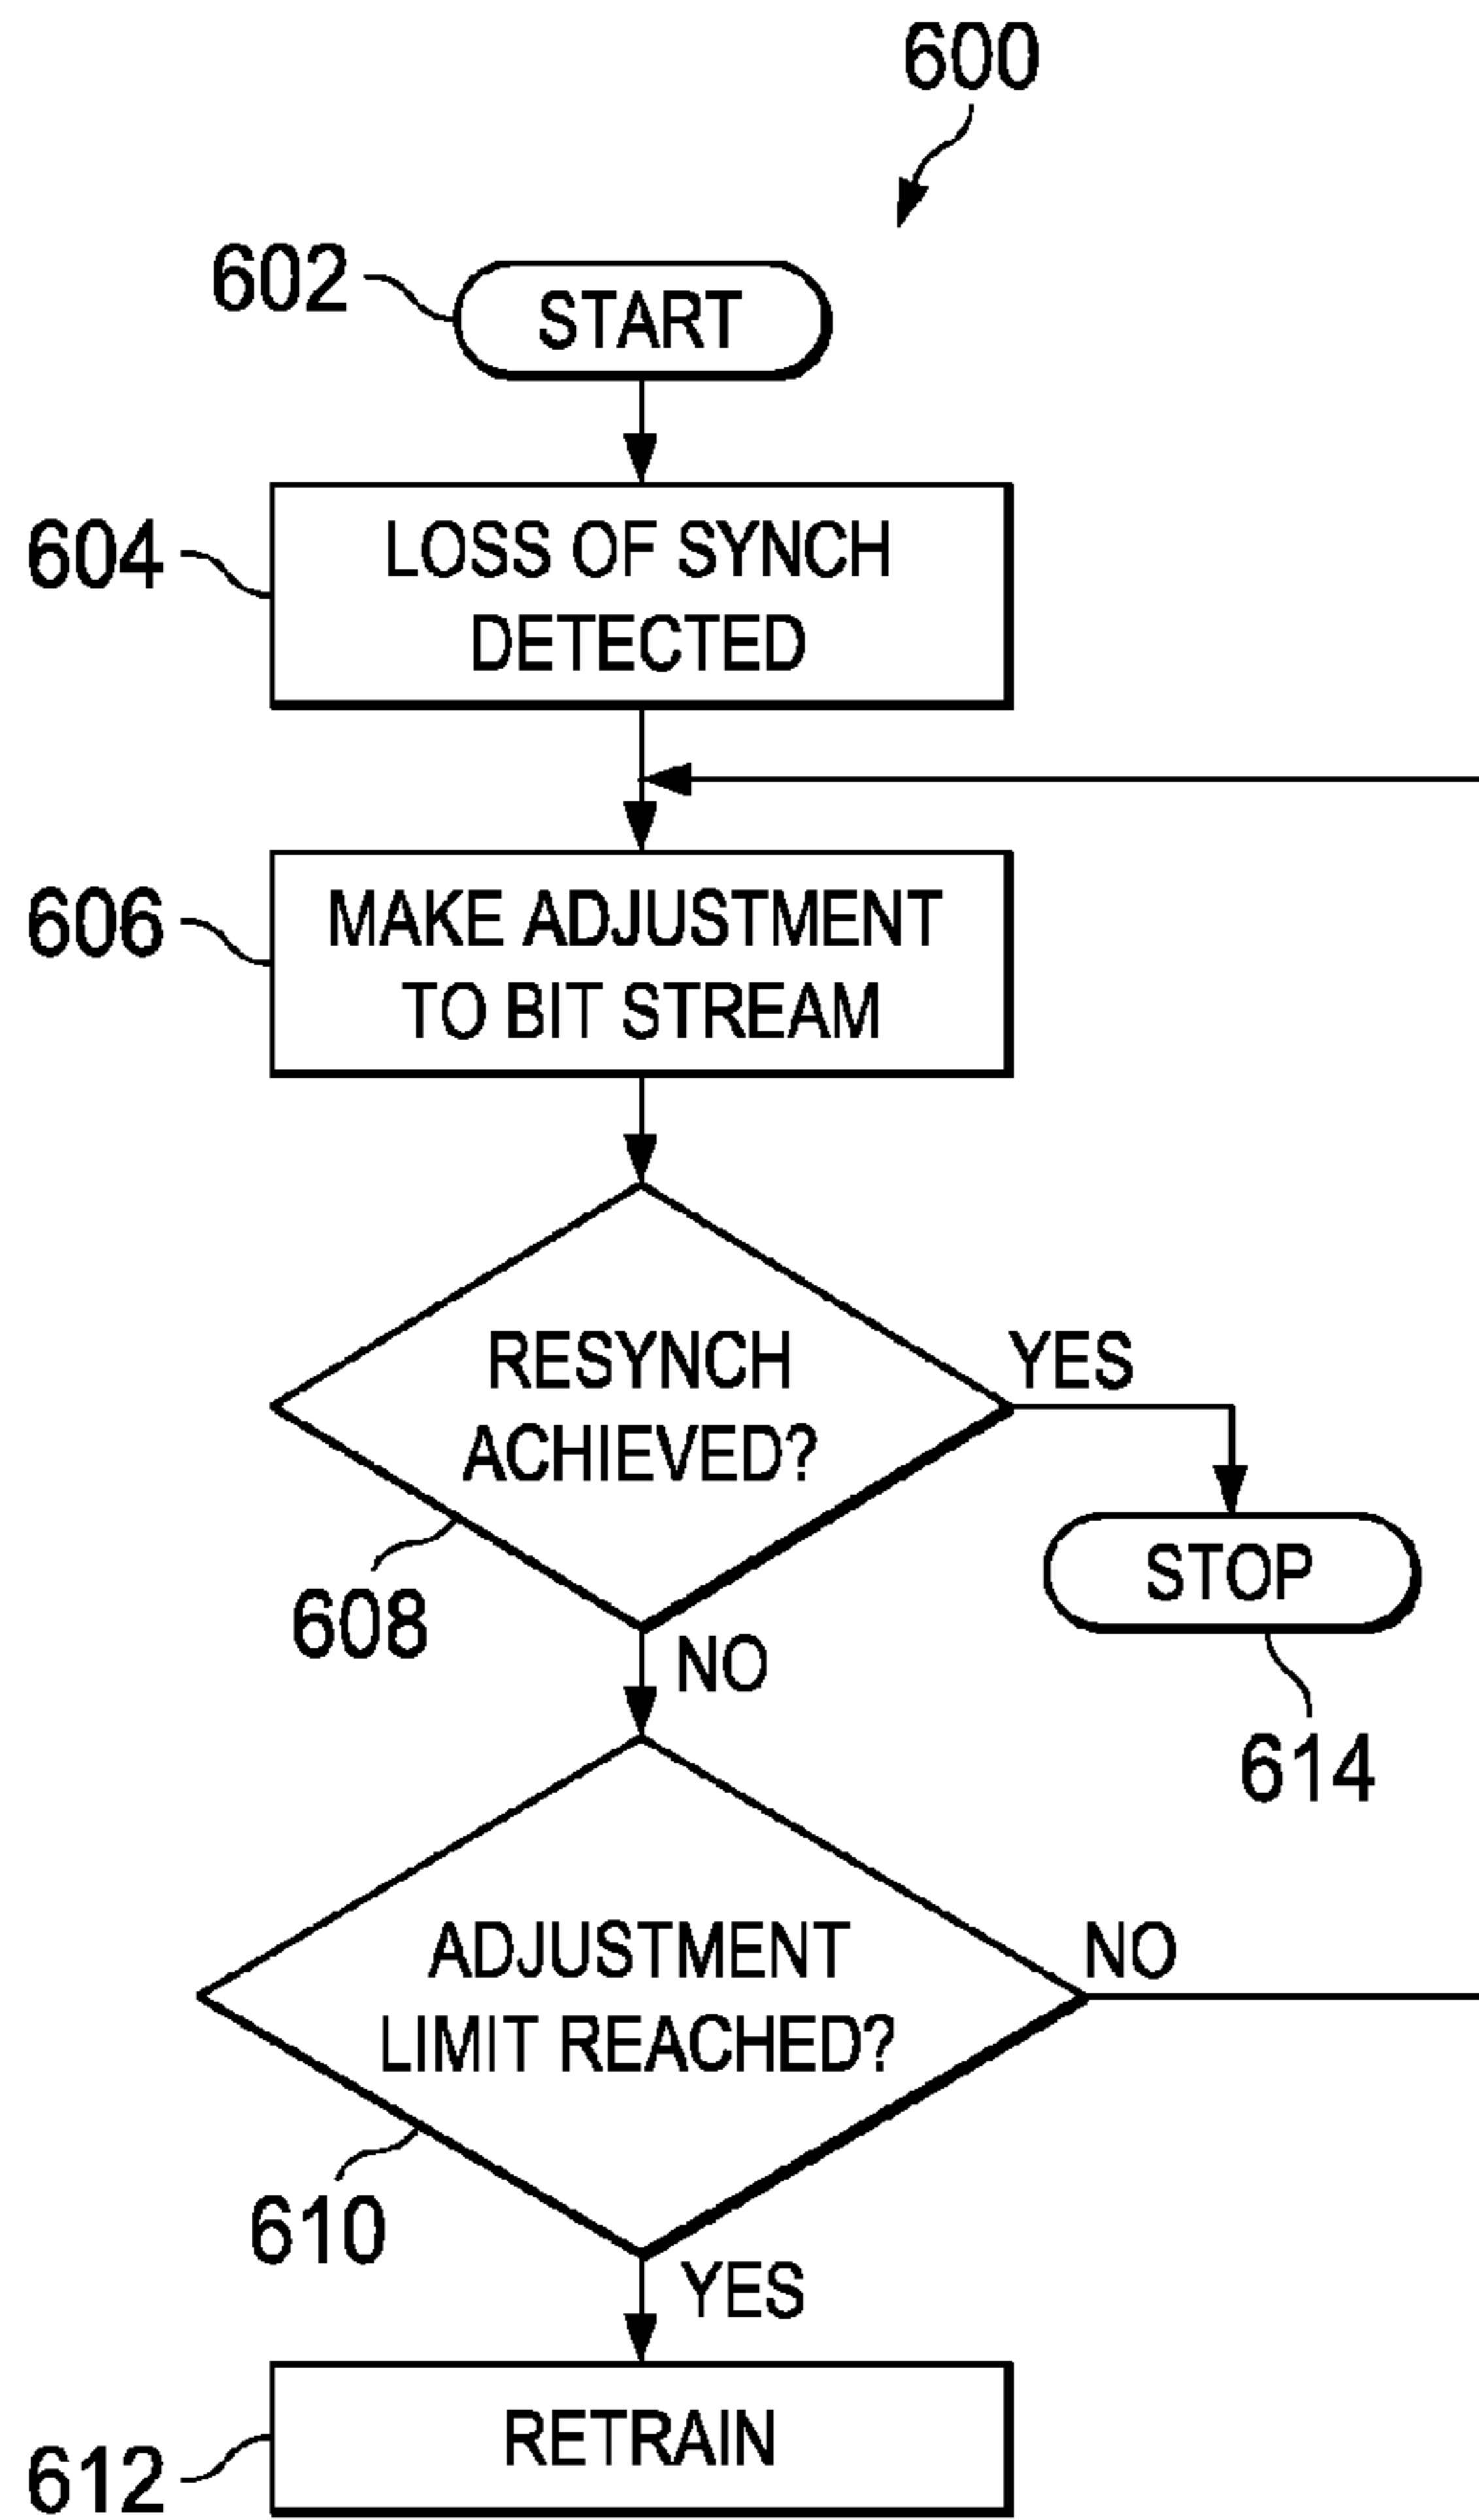 600
602
START
604
LOSS OF SYNCH
DETECTED
606
MAKE ADJUSTMENT
TO BIT STREAM
RESYNCH
ACHIEVED?
YES
608
NO
STOP
614
ADJUSTMENT
LIMIT REACHED?
NO
610
YES
612
RETRAIN